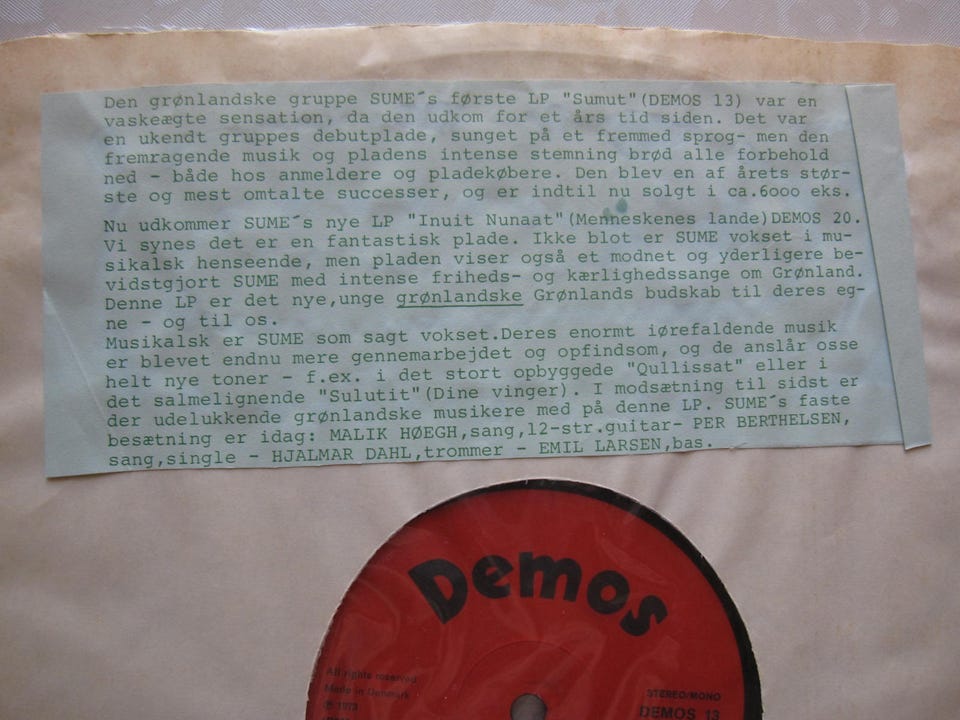 Den grønlandske gruppe SUME´s første LP "Sumut"(DEMOS 13) var en
vaskeægte sensation, da den udkom for et års tid siden. Det var
en ukendt gruppes debutplade, sunget på et fremmed sprog- men den
fremragende musik og pladens intense stemning brød alle forbehold
ned - både hos anmeldere og pladekøbere. Den blev en af årets stør-
ste og mest omtalte successer, og er indtil nu solgt i ca.6ooo eks.
Nu udkommer SUME´s nye LP "Inuit Nunaat"(Menneskenes lande)DEMOS 20.
Vi synes det er en fantastisk plade. Ikke blot er SUME vokset i mu-
sikalsk henseende, men pladen viser også et modnet og yderligere be-
vidstgjort SUME med intense friheds- og kærlighedssange om Grønland.
Denne LP er det nye,unge grønlandske Grønlands budskab til deres eg-
ne - og til os.
Musikalsk er SUME som sagt vokset.Deres enormt iørefaldende musik
er blevet endnu mere gennemarbejdet og opfindsom, og de anslår osse
helt nye toner - f.ex. i det stort opbyggede "Qullissat" eller i
det salmelignende "Sulutit"(Dine vinger). I modsætning til sidst er
der udelukkende grønlandske musikere med på denne LP. SUME´s faste
besætning er idag: MALIK HØEGH,sang,12-str.guitar- PER BERTHELSEN,
sang,single - HJALMAR DAHL,trommer - EMIL LARSEN,bas.
Demos
All rights reserved
Made in Denmark
℗ 1973
STEREO/MONO
DEMOS 13